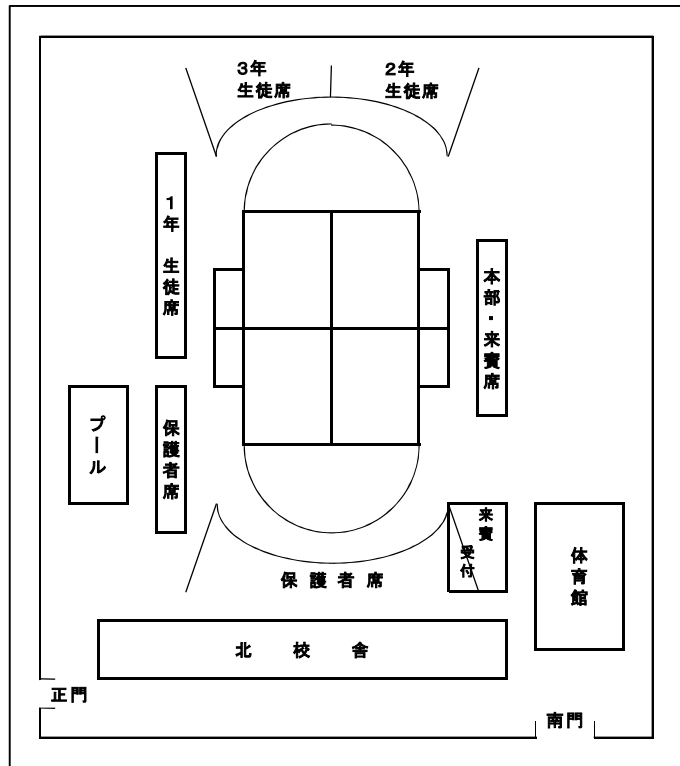 ３年
生徒席
２年
生徒席
１年　生徒席
本部・来賓席
プール
保護者席
来賓
受付
体育館
保 護 者 席
北　校　舎
正門
南門